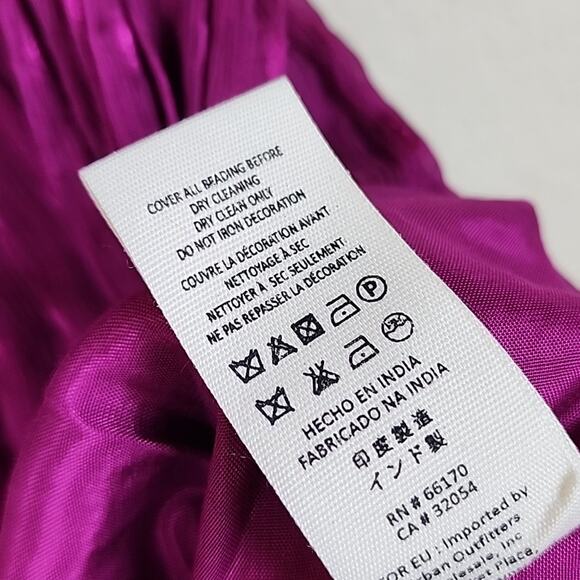 COVER ALL BEADING BEFORE
DRY CLEANING
DRY CLEAN ONLY
DO NOT IRON DECORATION
COUVRE LA DÉCORATION AVANT
NETTOYAGE À SEC
NETTOYER À SEC SEULEMENT
NE PAS REPASSER LA DÉCORATION
P
HECHO EN INDIA
FABRICADO NA INDIA
印度製造
インド製
RN # 66170
CA # 32054
FOR EU : Imported by
Urban Outfitters
Place,